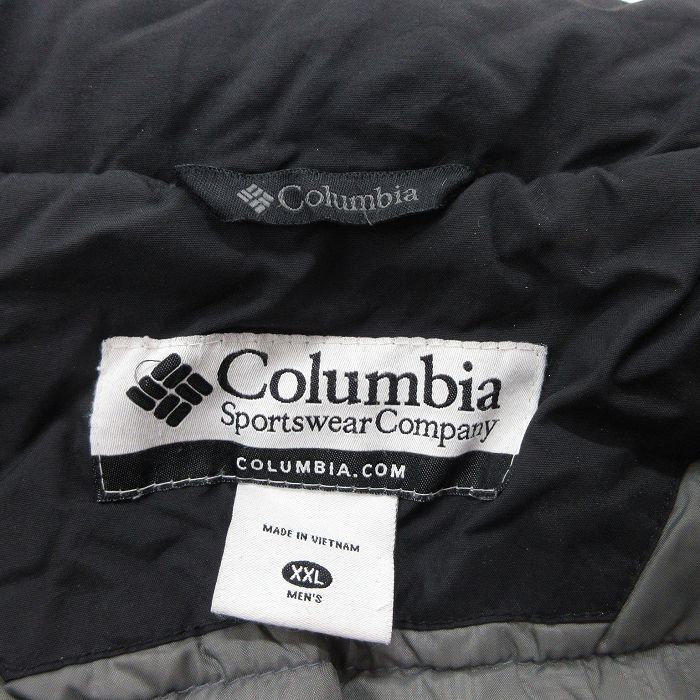 Columbia
Columbia
Sportswear Company
COLUMBIA.COM
MADE IN VIETNAM
XXL
MEN'S